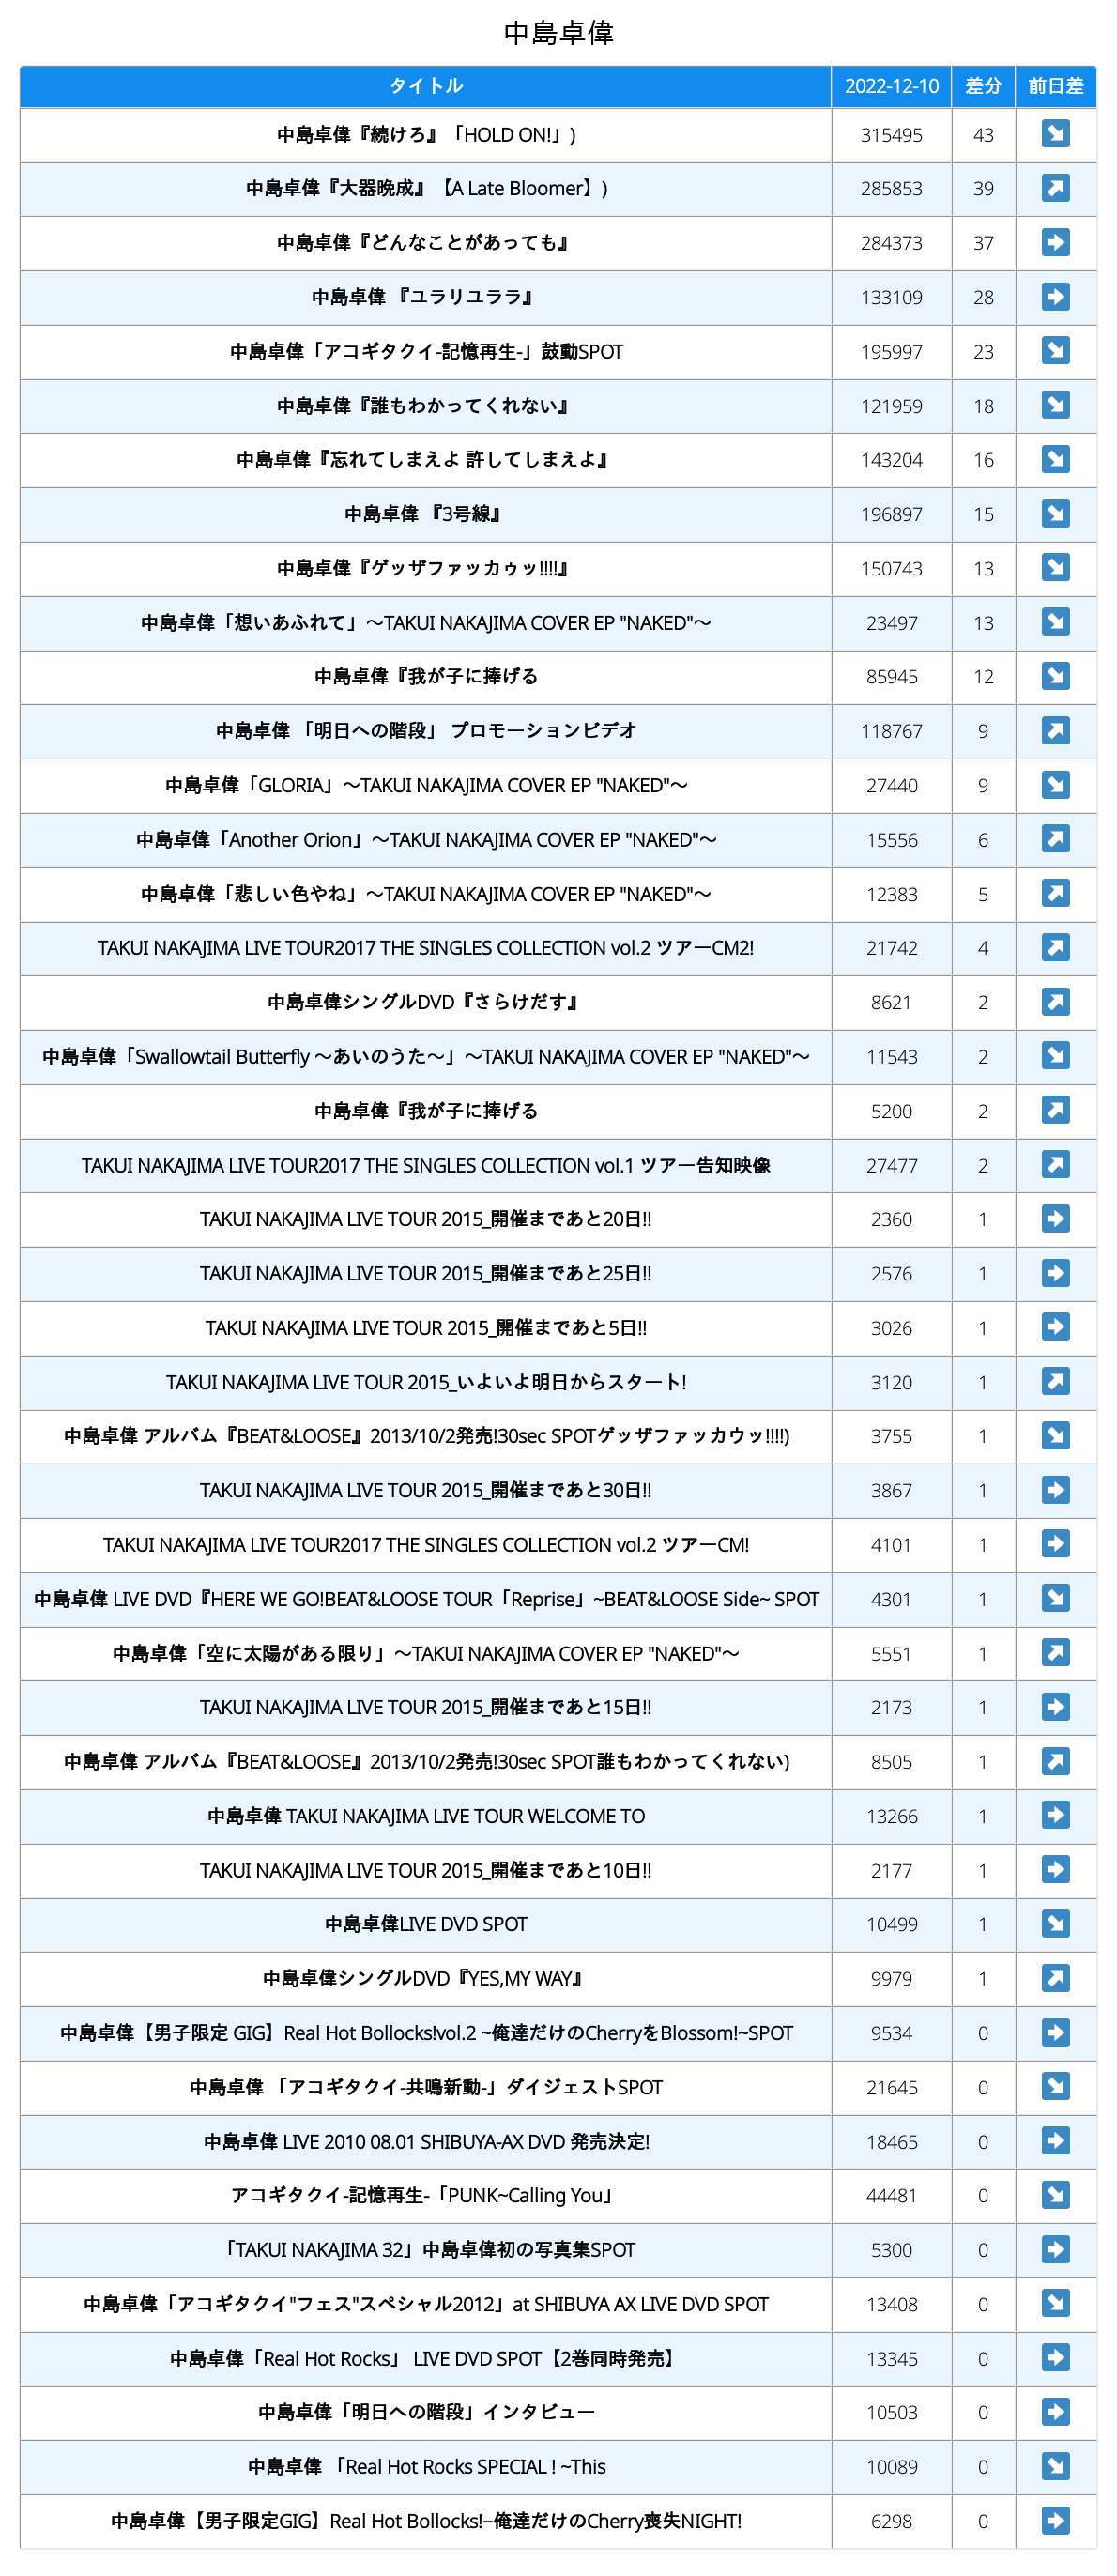 中島卓偉
タイトル 2022-12-10 差分 前日差
中島卓偉『続けろ』「HOLD ON!」) 315495 43 ↘
中島卓偉『大器晩成』【A Late Bloomer】) 285853 39 ↗
中島卓偉『どんなことがあっても』 284373 37 ➡
中島卓偉 『ユラリユララ』 133109 28 ➡
中島卓偉「アコギタクイ-記憶再生-」鼓動SPOT 195997 23 ↘
中島卓偉『誰もわかってくれない』 121959 18 ↘
中島卓偉『忘れてしまえよ 許してしまえよ』 143204 16 ↘
中島卓偉 『3号線』 196897 15 ↘
中島卓偉『ゲッザファッカゥッ!!!!』 150743 13 ↘
中島卓偉「想いあふれて」〜TAKUI NAKAJIMA COVER EP "NAKED"〜 23497 13 ↘
中島卓偉『我が子に捧げる 85945 12 ↘
中島卓偉 「明日への階段」 プロモーションビデオ 118767 9 ↗
中島卓偉「GLORIA」〜TAKUI NAKAJIMA COVER EP "NAKED"〜 27440 9 ↘
中島卓偉「Another Orion」〜TAKUI NAKAJIMA COVER EP "NAKED"〜 15556 6 ↗
中島卓偉「悲しい色やね」〜TAKUI NAKAJIMA COVER EP "NAKED"〜 12383 5 ↗
TAKUI NAKAJIMA LIVE TOUR2017 THE SINGLES COLLECTION vol.2 ツアーCM2! 21742 4 ↗
中島卓偉シングルDVD『さらけだす』 8621 2 ↗
中島卓偉「Swallowtail Butterfly 〜あいのうた〜」〜TAKUI NAKAJIMA COVER EP "NAKED"〜 11543 2 ↘
中島卓偉『我が子に捧げる 5200 2 ↗
TAKUI NAKAJIMA LIVE TOUR2017 THE SINGLES COLLECTION vol.1 ツアー告知映像 27477 2 ↗
TAKUI NAKAJIMA LIVE TOUR 2015_開催まであと20日!! 2360 1 ➡
TAKUI NAKAJIMA LIVE TOUR 2015_開催まであと25日!! 2576 1 ➡
TAKUI NAKAJIMA LIVE TOUR 2015_開催まであと5日!! 3026 1 ➡
TAKUI NAKAJIMA LIVE TOUR 2015_いよいよ明日からスタート! 3120 1 ↗
中島卓偉 アルバム『BEAT&LOOSE』2013/10/2発売!30sec SPOTゲッザファッカウッ!!!!) 3755 1 ↘
TAKUI NAKAJIMA LIVE TOUR 2015_開催まであと30日!! 3867 1 ➡
TAKUI NAKAJIMA LIVE TOUR2017 THE SINGLES COLLECTION vol.2 ツアーCM! 4101 1 ➡
中島卓偉 LIVE DVD『HERE WE GO!BEAT&LOOSE TOUR「Reprise」~BEAT&LOOSE Side~ SPOT 4301 1 ↘
中島卓偉「空に太陽がある限り」〜TAKUI NAKAJIMA COVER EP "NAKED"〜 5551 1 ↗
TAKUI NAKAJIMA LIVE TOUR 2015_開催まであと15日!! 2173 1 ➡
中島卓偉 アルバム『BEAT&LOOSE』2013/10/2発売!30sec SPOT誰もわかってくれない) 8505 1 ↗
中島卓偉 TAKUI NAKAJIMA LIVE TOUR WELCOME TO 13266 1 ➡
TAKUI NAKAJIMA LIVE TOUR 2015_開催まであと10日!! 2177 1 ➡
中島卓偉LIVE DVD SPOT 10499 1 ↘
中島卓偉シングルDVD『YES,MY WAY』 9979 1 ↗
中島卓偉【男子限定 GIG】Real Hot Bollocks!vol.2 ~俺達だけのCherryをBlossom!~SPOT 9534 0 ➡
中島卓偉 「アコギタクイ-共鳴新動-」ダイジェストSPOT 21645 0 ↘
中島卓偉 LIVE 2010 08.01 SHIBUYA-AX DVD 発売決定! 18465 0 ➡
アコギタクイ-記憶再生-「PUNK~Calling You」 44481 0 ↘
「TAKUI NAKAJIMA 32」中島卓偉初の写真集SPOT 5300 0 ➡
中島卓偉「アコギタクイ"フェス"スペシャル2012」at SHIBUYA AX LIVE DVD SPOT 13408 0 ↘
中島卓偉「Real Hot Rocks」 LIVE DVD SPOT【2巻同時発売】 13345 0 ➡
中島卓偉「明日への階段」インタビュー 10503 0 ➡
中島卓偉 「Real Hot Rocks SPECIAL ! ~This 10089 0 ↘
中島卓偉【男子限定GIG】Real Hot Bollocks!−俺達だけのCherry喪失NIGHT! 6298 0 ➡